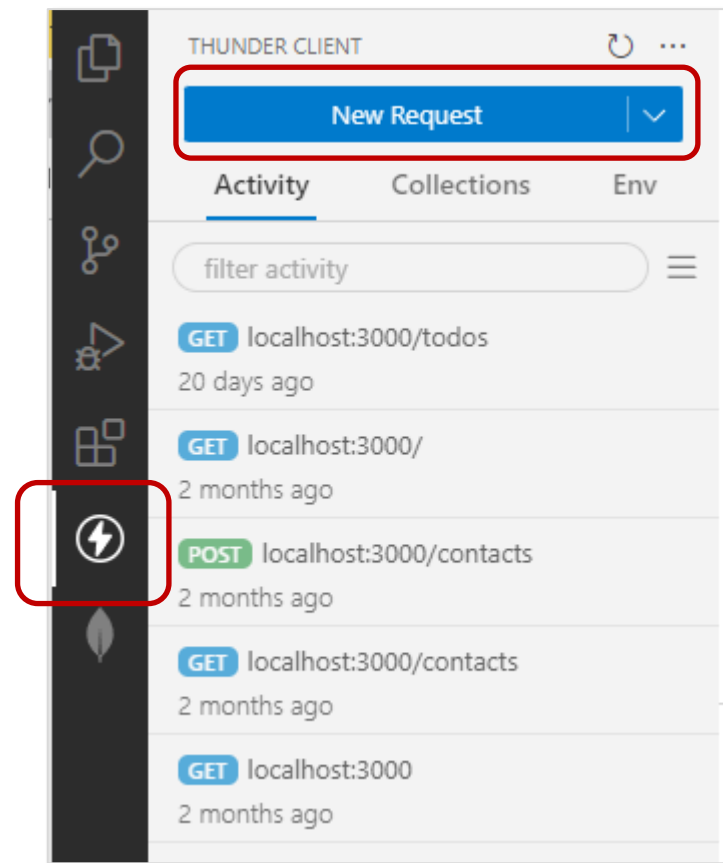 THUNDER CLIENT
New Request
Activity Collections Env
filter activity
GET localhost:3000/todos
20 days ago
GET localhost:3000/
2 months ago
POST localhost:3000/contacts
2 months ago
GET localhost:3000/contacts
2 months ago
GET localhost:3000
2 months ago